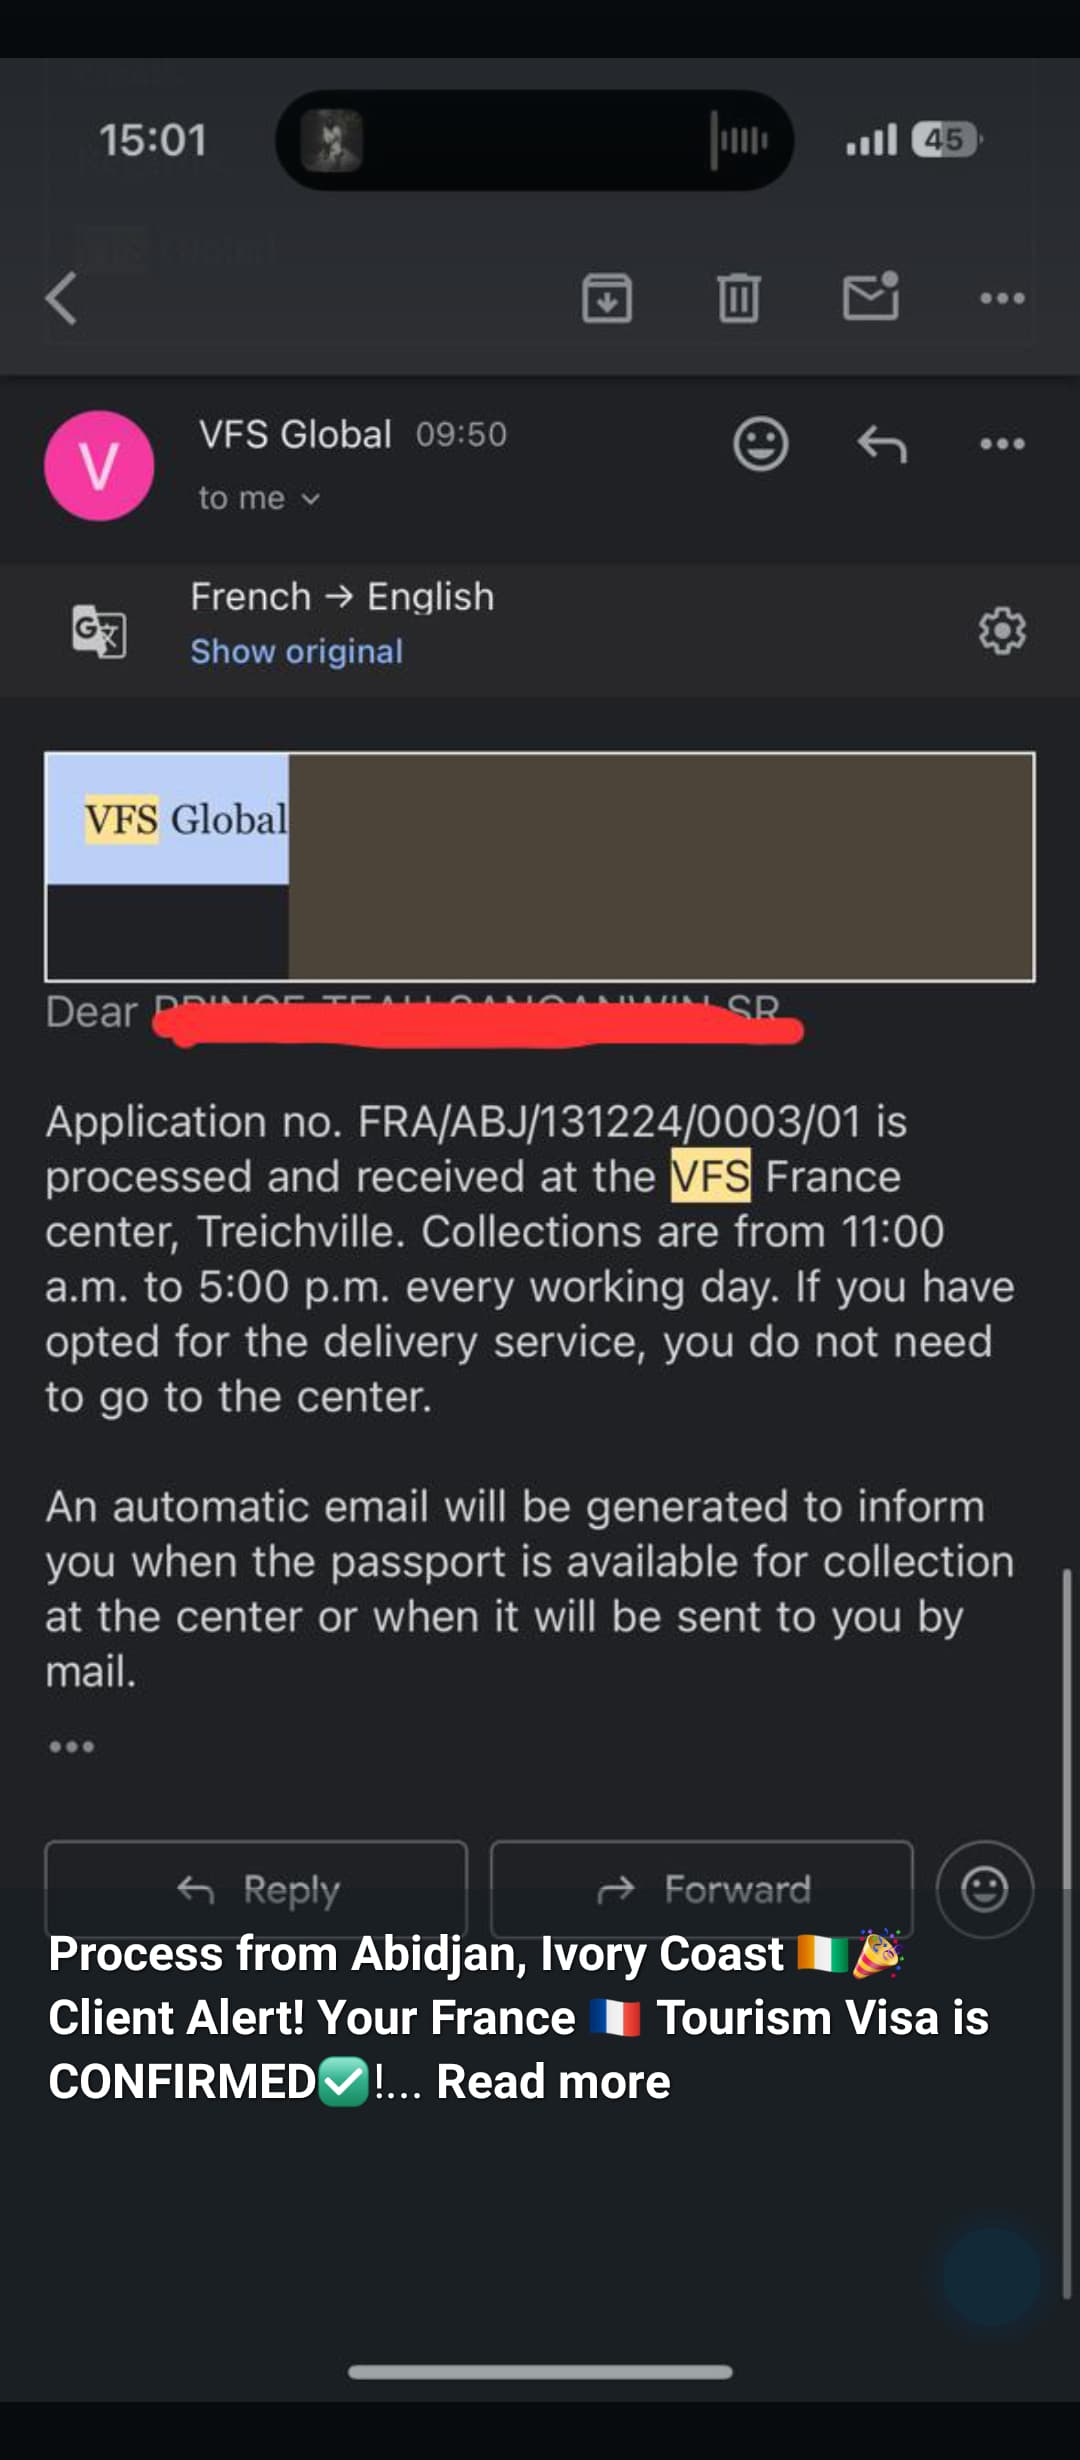 15:01
45
VFS Global 09:50
to me
French → English
Show original
VFS Global
Dear SR
Application no. FRA/ABJ/131224/0003/01 is
processed and received at the VFS France
center, Treichville. Collections are from 11:00
a.m. to 5:00 p.m. every working day. If you have
opted for the delivery service, you do not need
to go to the center.
An automatic email will be generated to inform
you when the passport is available for collection
at the center or when it will be sent to you by
mail.
Reply Forward
Process from Abidjan, Ivory Coast 🇨🇮🎉
Client Alert! Your France 🇫🇷 Tourism Visa is
CONFIRMED✅!... Read more